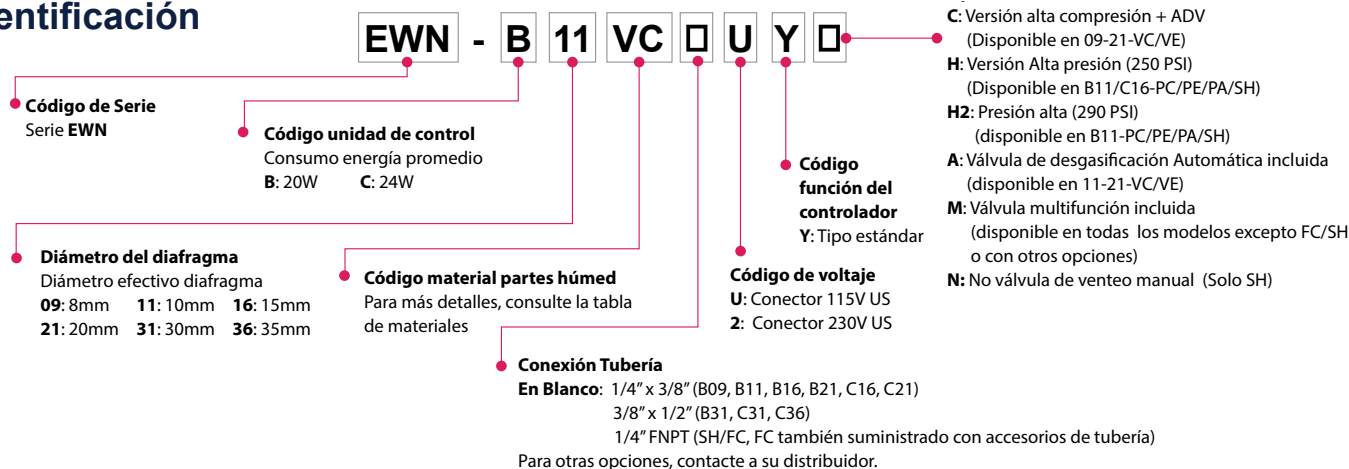 entificación
EWN - B 11 VC □ U Y □
Código de Serie
Serie EWN
Código unidad de control
Consumo energía promedio
B: 20W C: 24W
Diámetro del diafragma
Diámetro efectivo diafragma
09: 8mm 11: 10mm 16: 15mm
21: 20mm 31: 30mm 36: 35mm
Código material partes húmed
Para más detalles, consulte la tabla
de materiales
Conexión Tubería
En Blanco: 1/4” x 3/8” (B09, B11, B16, B21, C16, C21)
3/8” x 1/2” (B31, C31, C36)
1/4” FNPT (SH/FC, FC también suministrado con accesorios de tubería)
Para otras opciones, contacte a su distribuidor.
Código de voltaje
U: Conector 115V US
2: Conector 230V US
Código
función del
controlador
Y: Tipo estándar
C: Versión alta compresión + ADV
(Disponible en 09-21-VC/VE)
H: Versión Alta presión (250 PSI)
(Disponible en B11/C16-PC/PE/PA/SH)
H2: Presión alta (290 PSI)
(disponible en B11-PC/PE/PA/SH)
A: Válvula de desgasificación Automática incluida
(disponible en 11-21-VC/VE)
M: Válvula multifunción incluida
(disponible en todas los modelos excepto FC/SH
o con otros opciones)
N: No válvula de venteo manual (Solo SH)